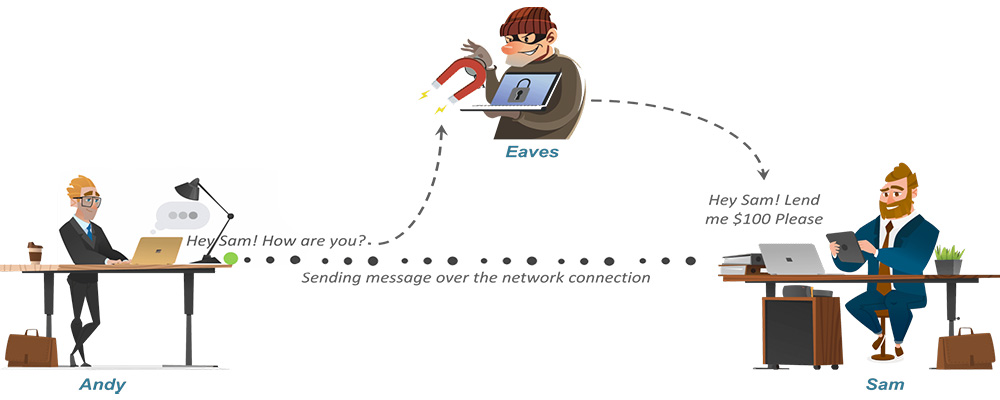 Eaves
Hey Sam! Lend
me $100 Please
Hey Sam! How are you?
Sending message over the network connection
Andy
Sam